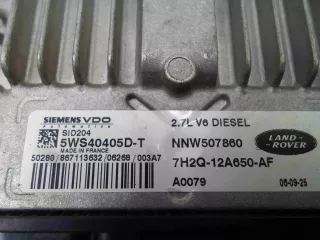 SIEMENS VDO
Automotive
SID204
5WS40405D-T
MADE IN FRANCE
50280/867113632/06268/003A7
2.7L V6 DIESEL
NNW507860
LAND-ROVER
7H2Q-12A650-AF
A0079
06-09-25